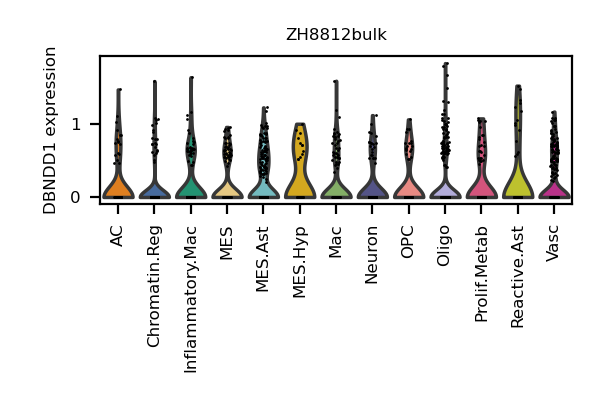 ZH8812bulk
DBNDD1 expression
1
0
AC
Chromatin.Reg
Inflammatory.Mac
MES
MES.Ast
MES.Hyp
Mac
Neuron
OPC
Oligo
Prolif.Metab
Reactive.Ast
Vasc